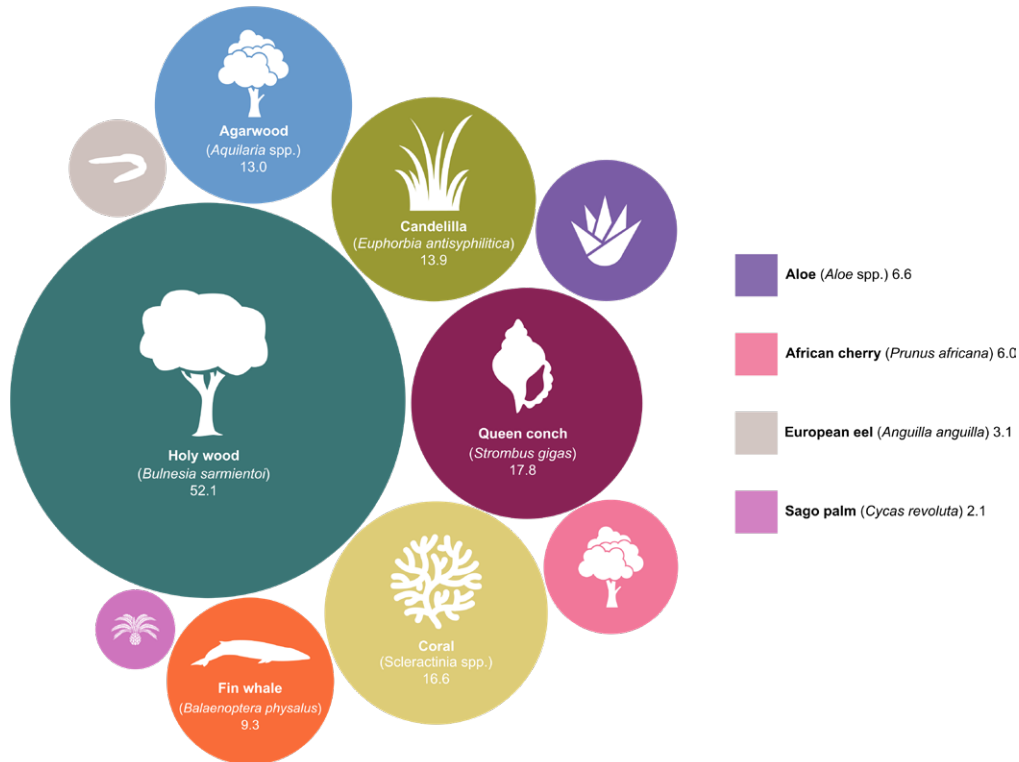 Agarwood
(Aquilaria spp.)
13.0
Candelilla
(Euphorbia antisyphilitica)
13.9
Holy wood
(Bulnesia sarmientoi)
52.1
Queen conch
(Strombus gigas)
17.8
Coral
(Scleractinia spp.)
16.6
Fin whale
(Balaenoptera physalus)
9.3
Aloe (Aloe spp.) 6.6
African cherry (Prunus africana) 6.0
European eel (Anguilla anguilla) 3.1
Sago palm (Cycas revoluta) 2.1